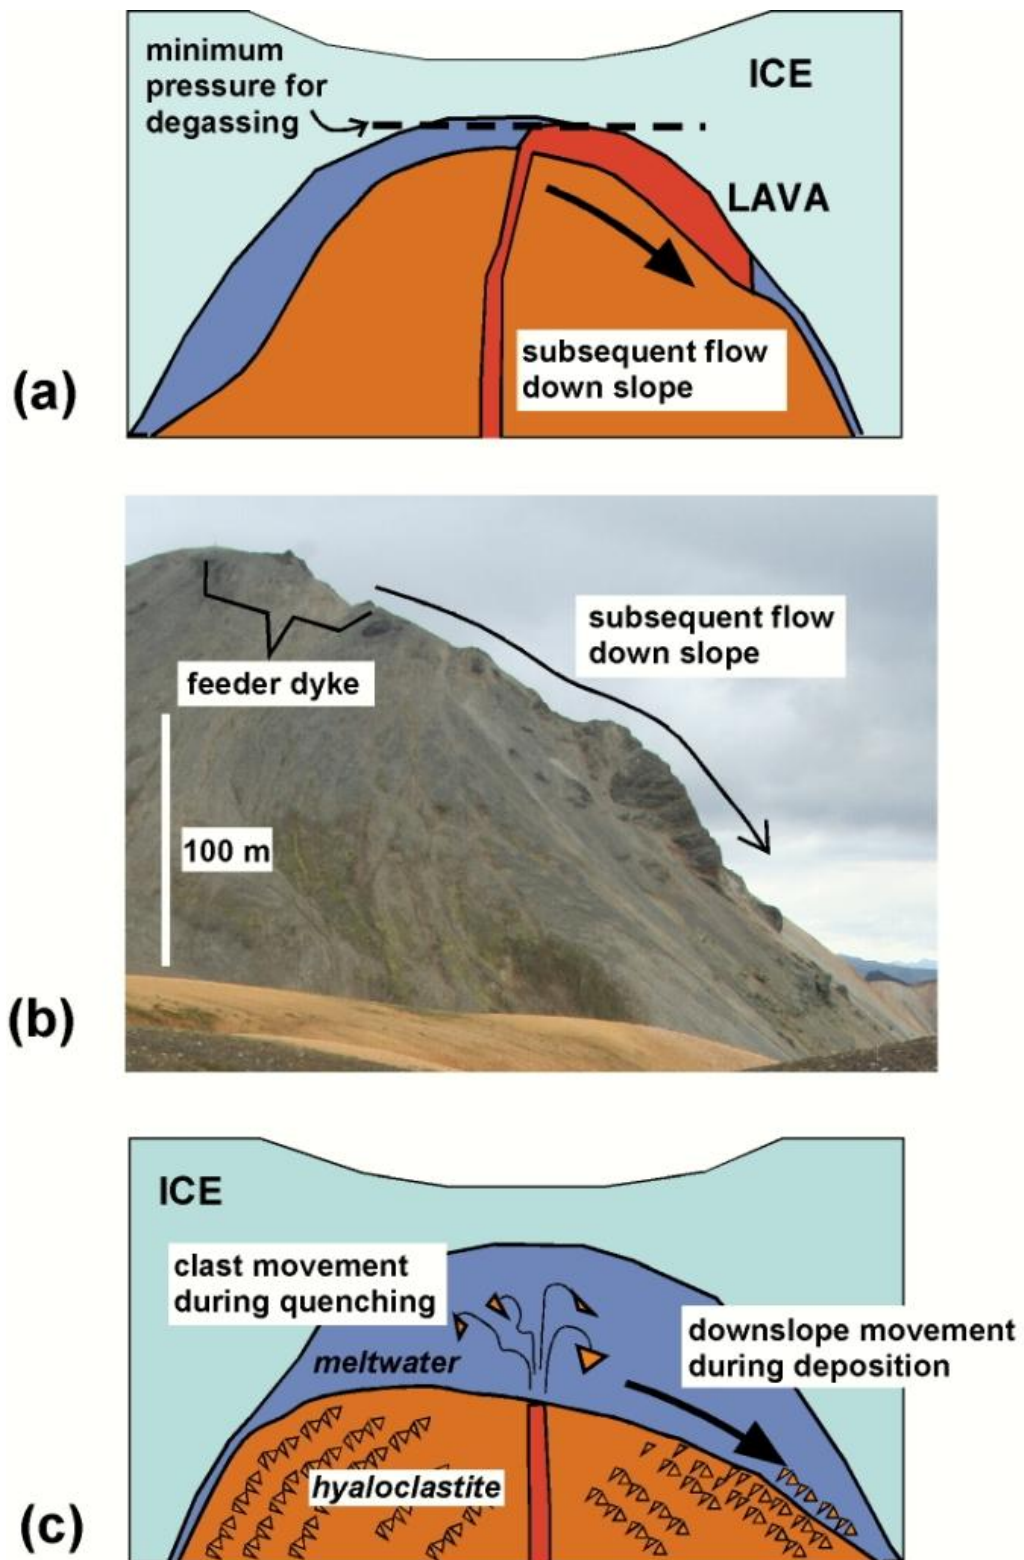 minimum
pressure for
degassing
ICE
LAVA
subsequent flow
down slope
(a)
subsequent flow
down slope
feeder dyke
100 m
(b)
ICE
clast movement
during quenching
downslope movement
during deposition
meltwater
hyaloclastite
(c)